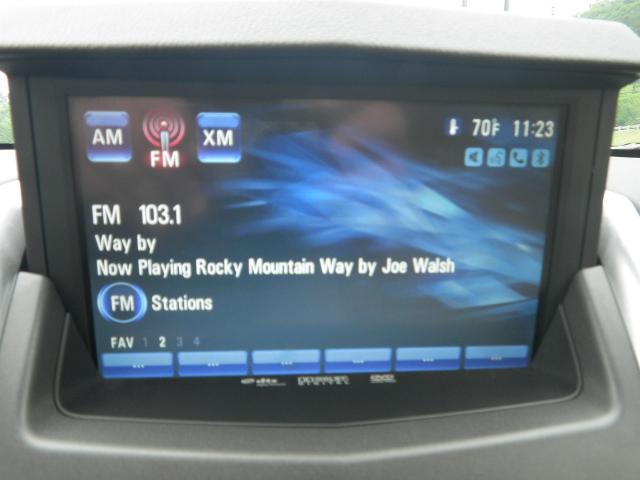 AM
FM
XM
70°F 11:23
FM 103.1
Way by
Now Playing Rocky Mountain Way by Joe Walsh
FM Stations
FAV 1 2 3 4
... ... ... ... ... ...